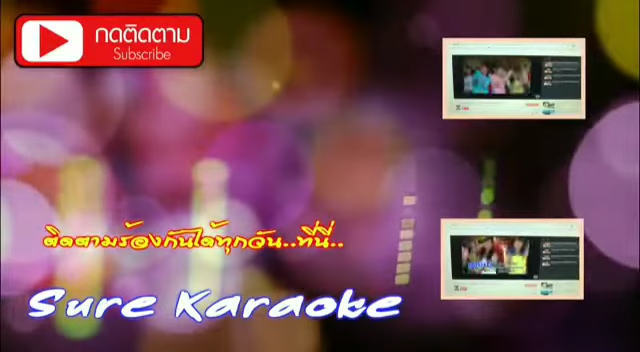 กดติดตาม
Subscribe
ติดตามร้องกันได้ทุกวัน..ที่นี่..
Sure Karaoke